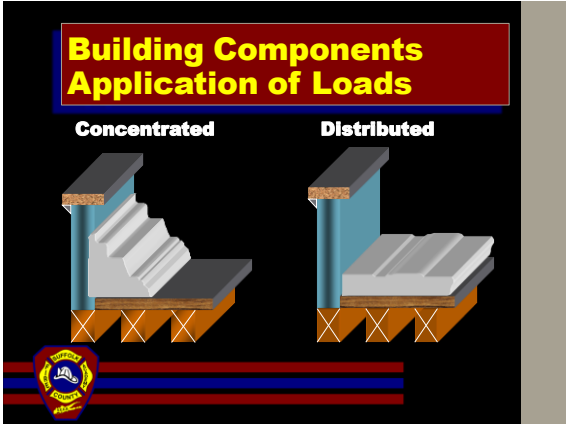 Building Components
Application of Loads
Concentrated
Distributed
SUFFOLK
COUNTY